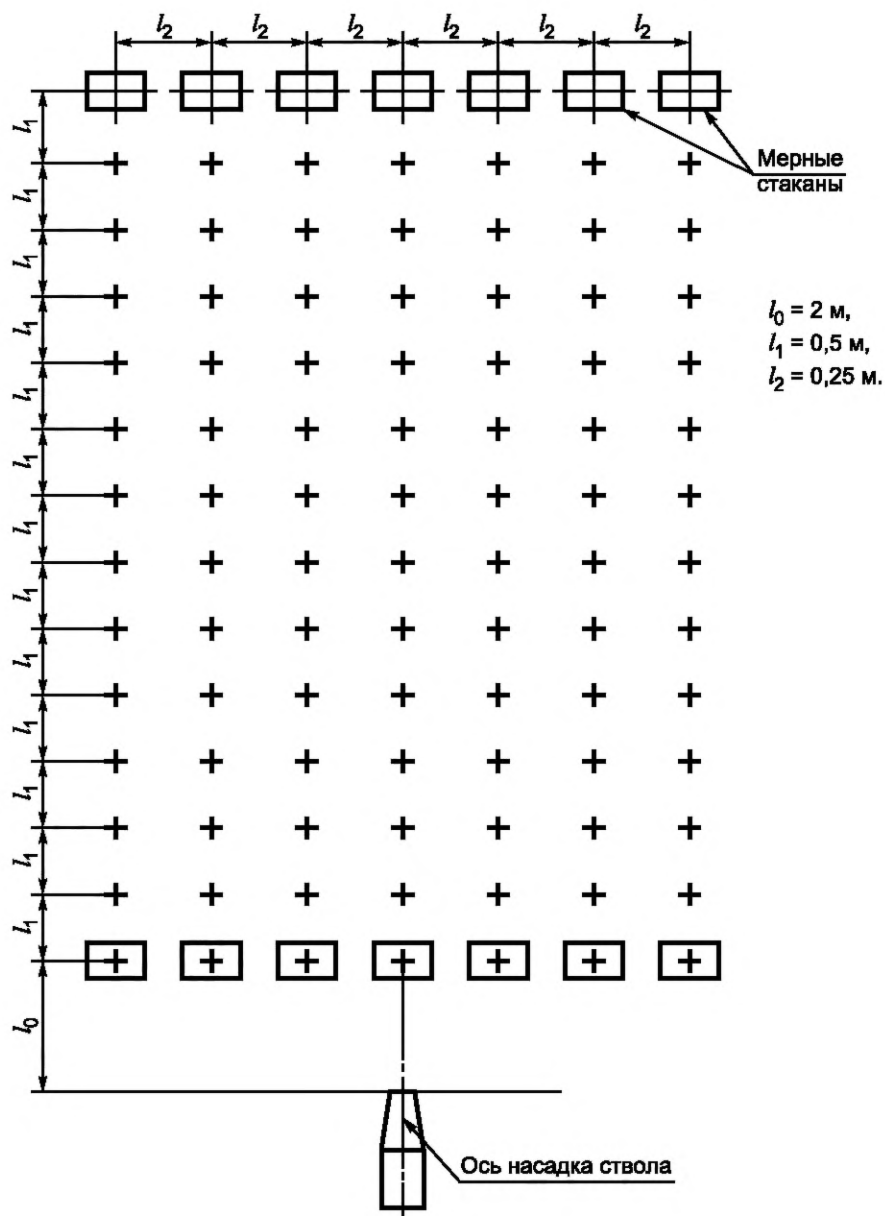 l₂ l₂ l₂ l₂ l₂ l₂
l₁
Мерные
стаканы
l₁
l₁
l₁
l₀ = 2 м,
l₁ = 0,5 м,
l₂ = 0,25 м.
l₁
l₁
l₁
l₁
l₁
l₁
l₁
l₁
l₁
l₀
Ось насадка ствола